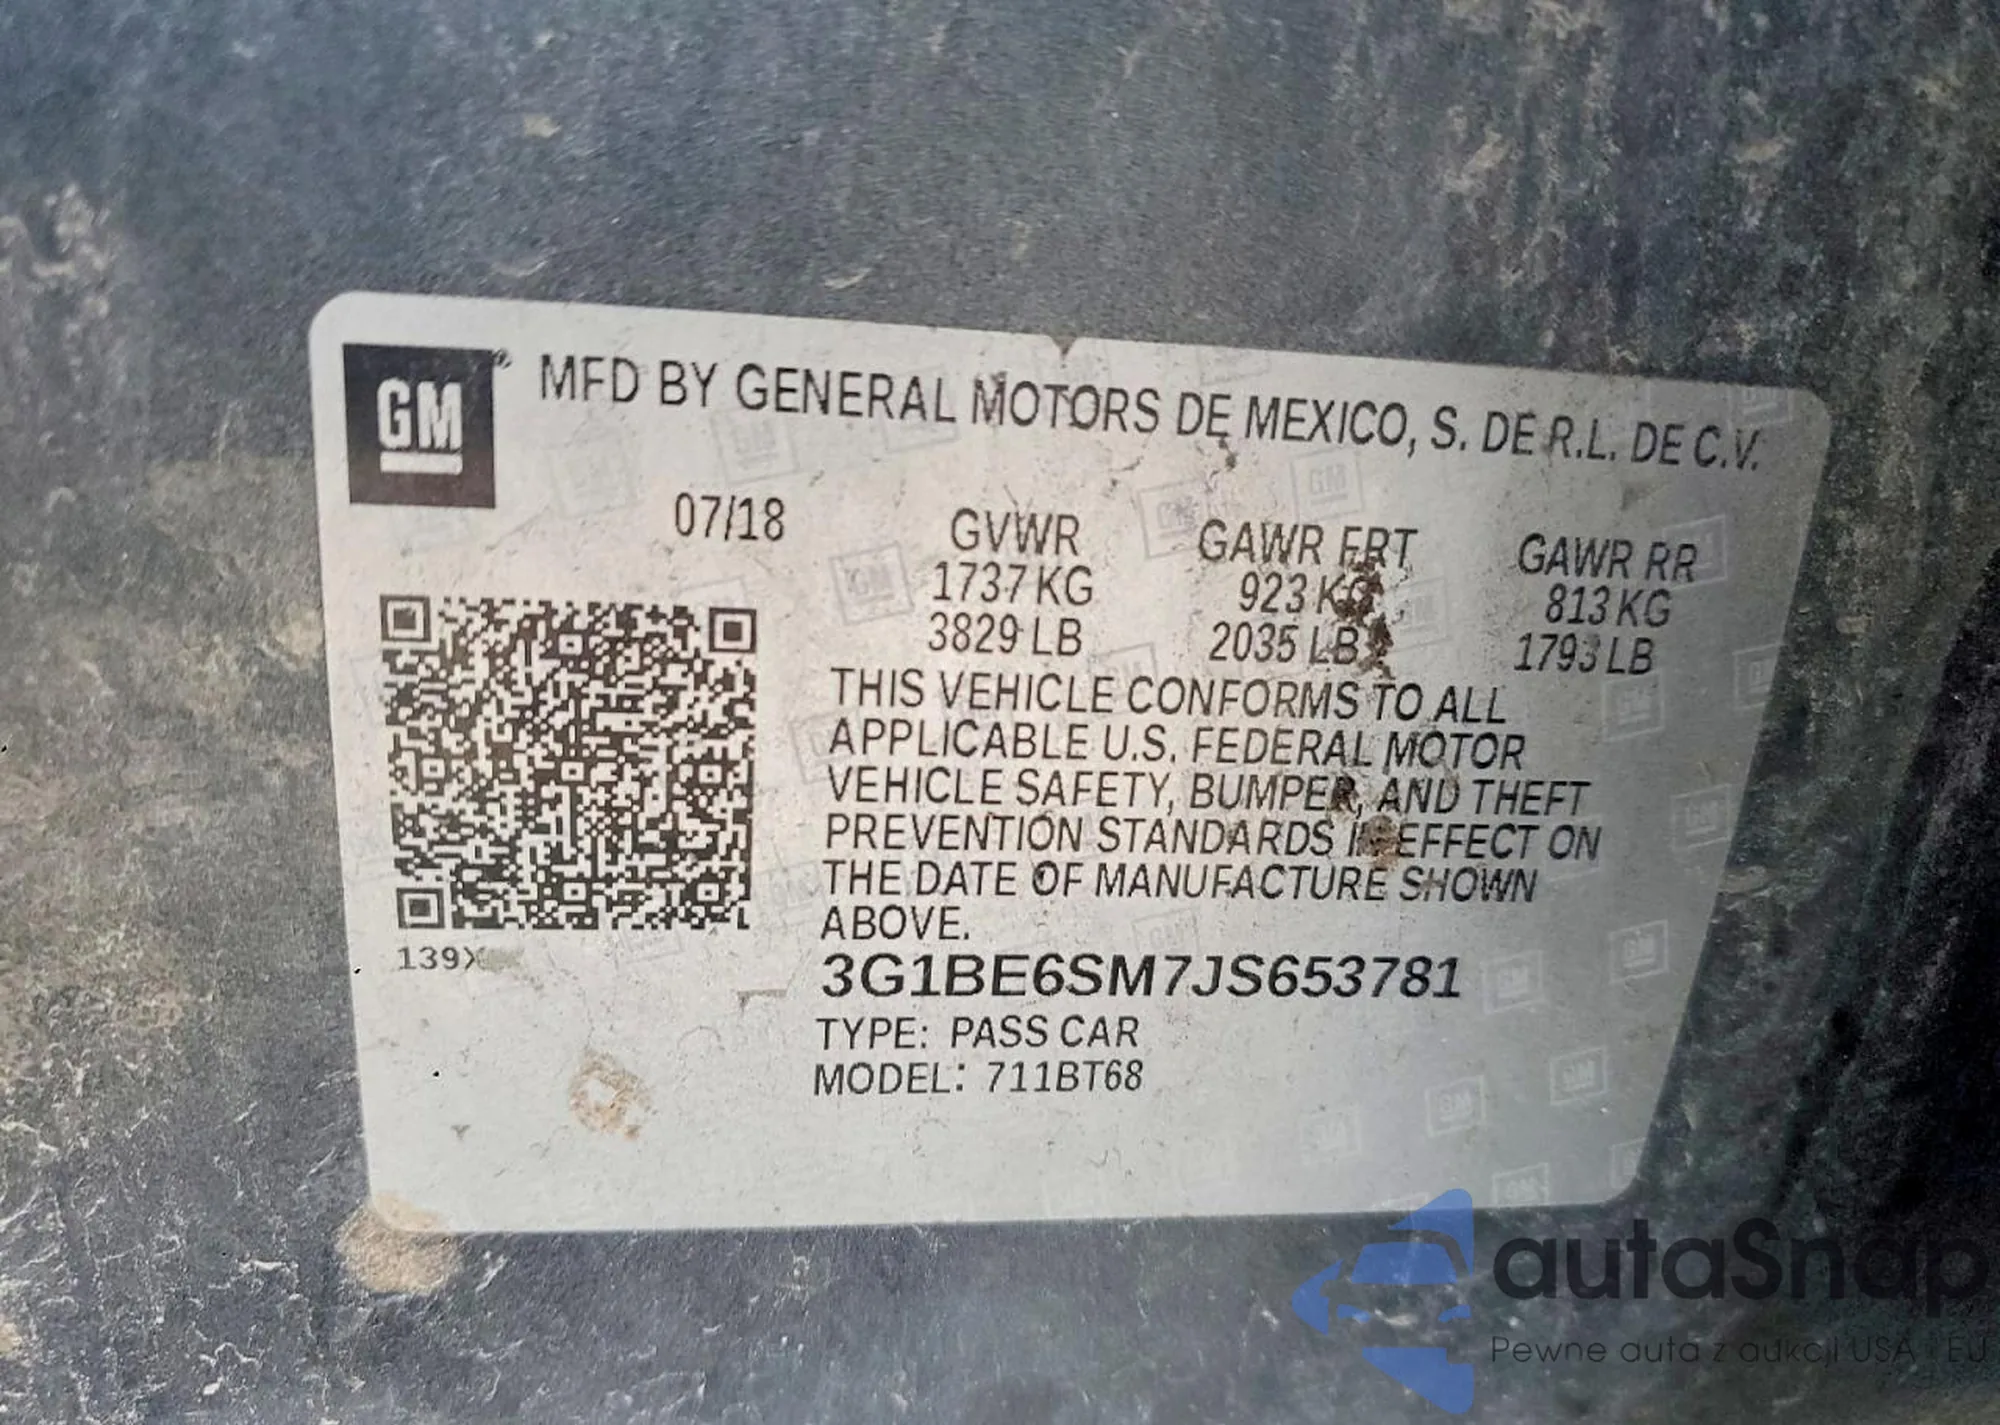 GM® MFD BY GENERAL MOTORS DE MEXICO, S. DE R.L. DE C.V.
07/18
GVWR GAWR FRT GAWR RR
1737 KG 923 KG 813 KG
3829 LB 2035 LB 1793 LB
THIS VEHICLE CONFORMS TO ALL
APPLICABLE U.S. FEDERAL MOTOR
VEHICLE SAFETY, BUMPER, AND THEFT
PREVENTION STANDARDS IN EFFECT ON
THE DATE OF MANUFACTURE SHOWN
ABOVE.
139X
3G1BE6SM7JS653781
TYPE: PASS CAR
MODEL: 711BT68
autaSnap
Pewne auta z aukcji USA i EU